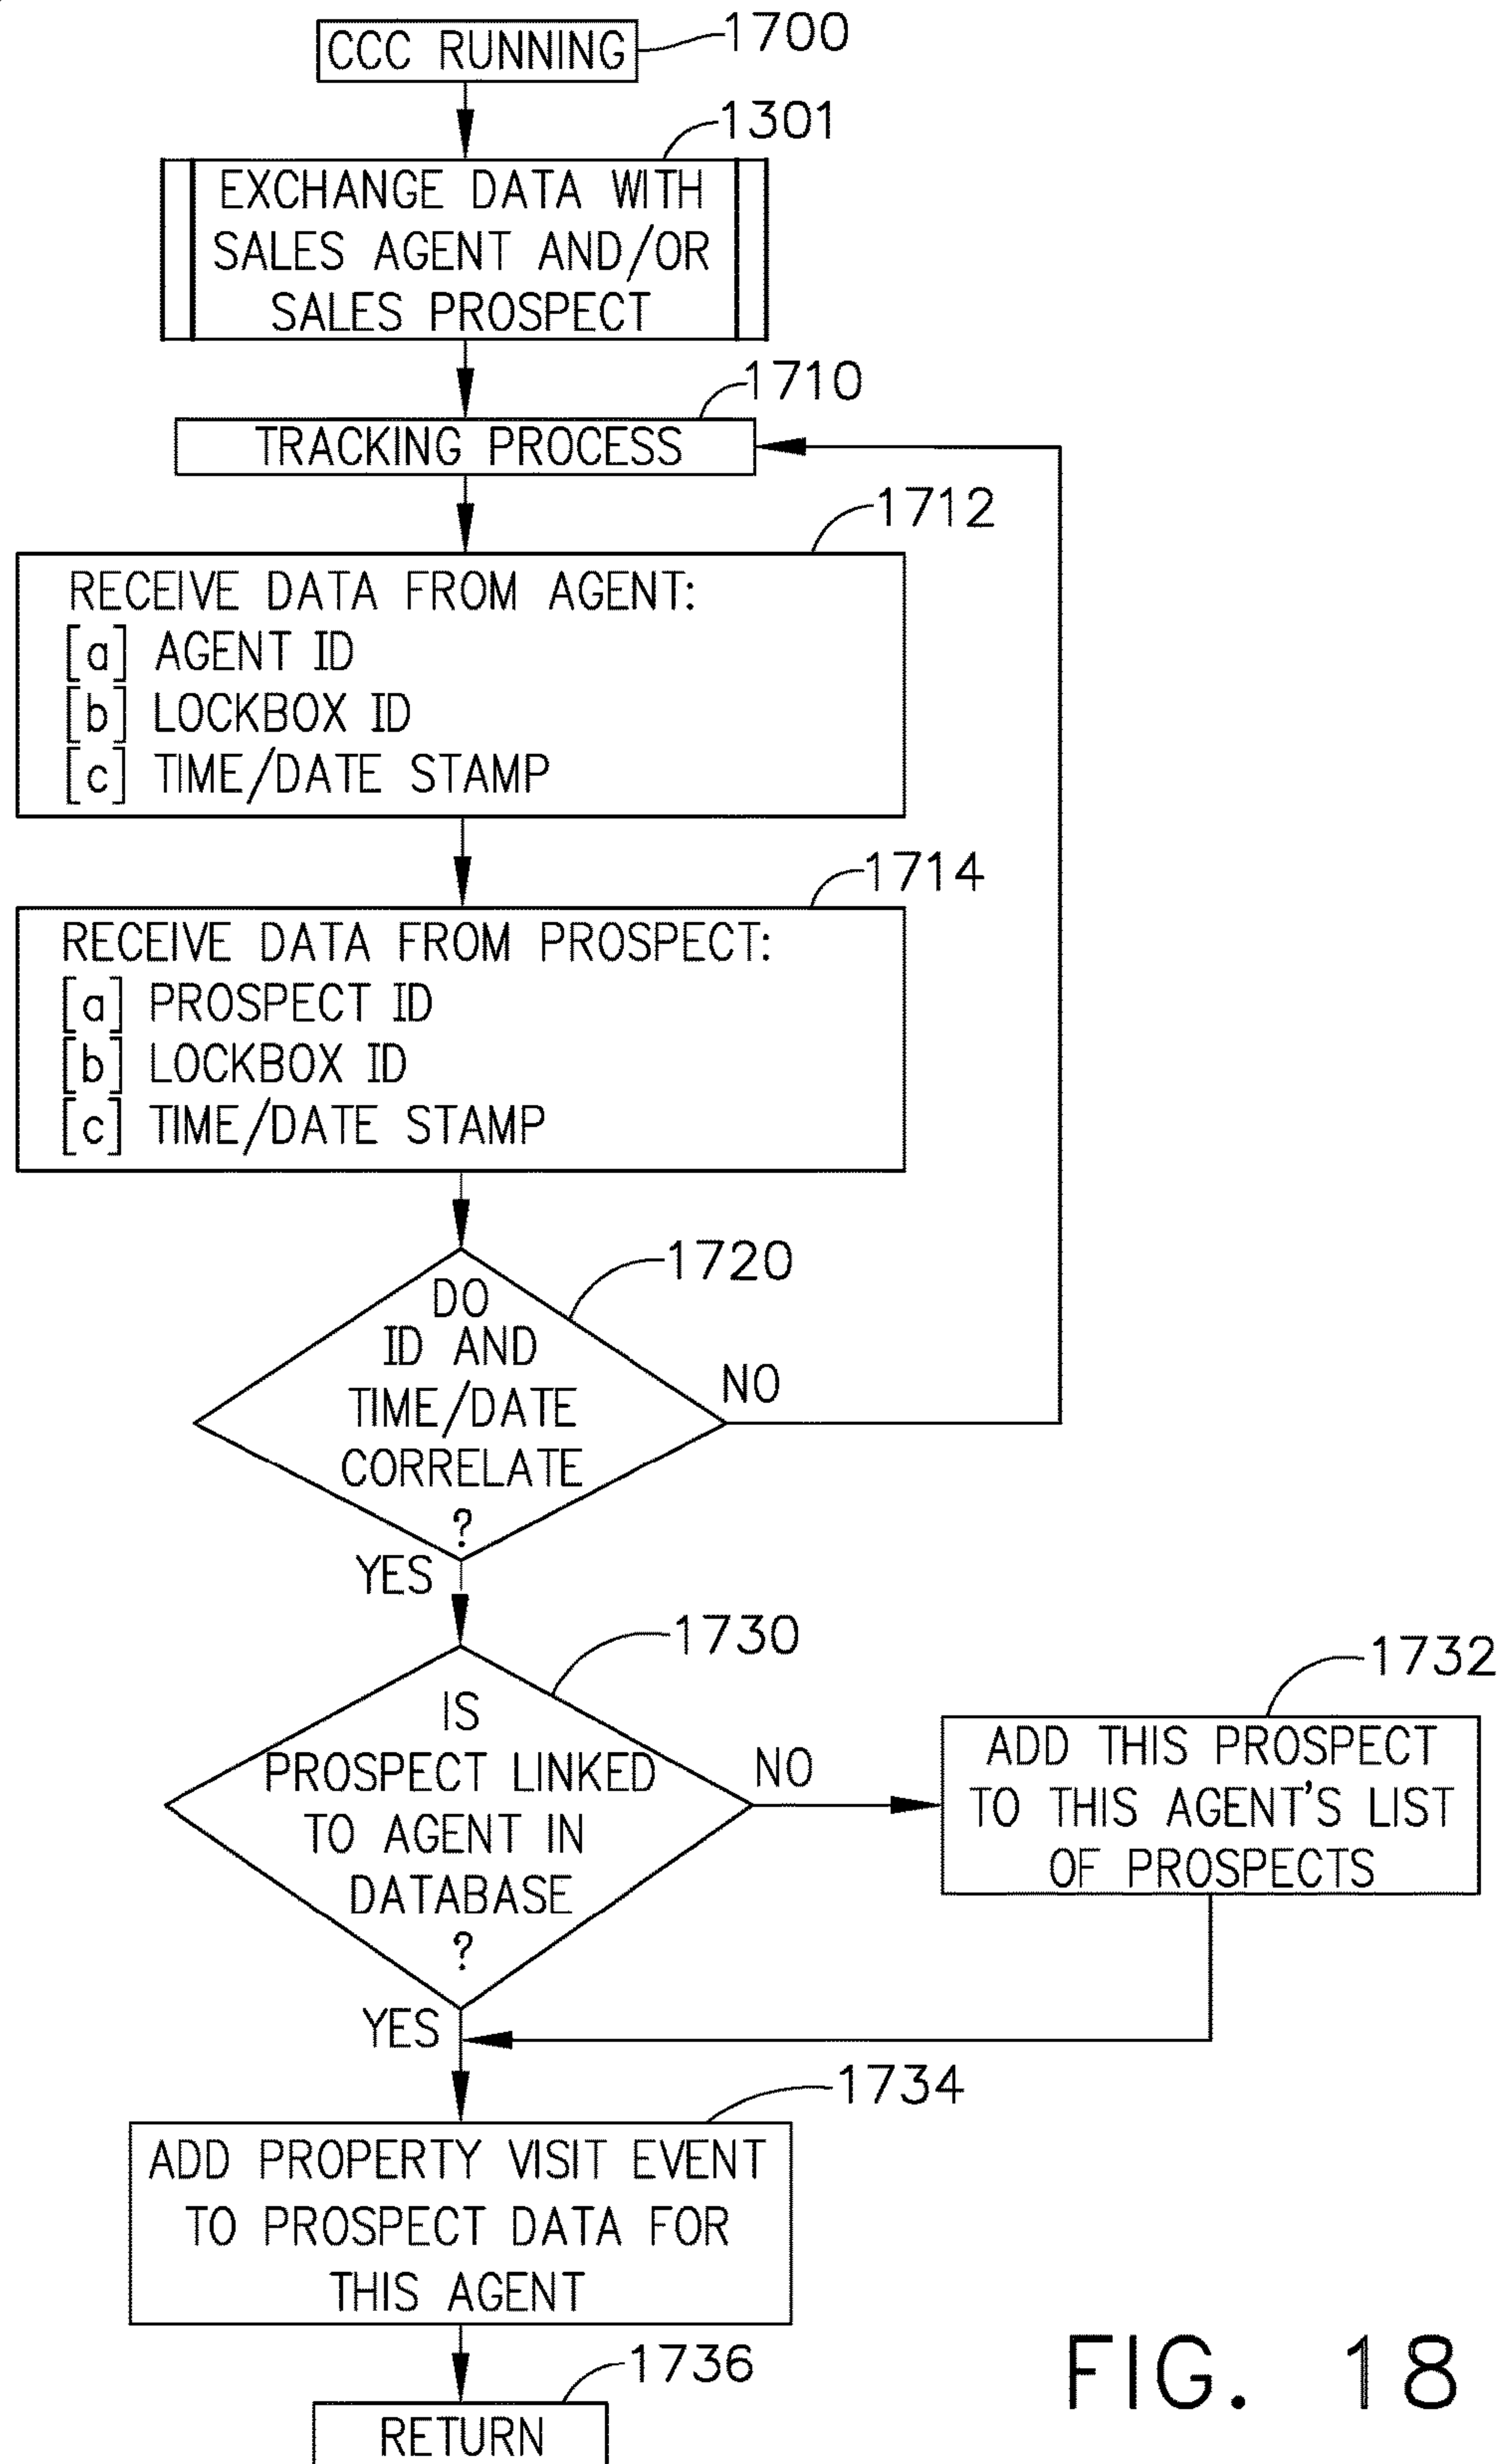 CCC RUNNING
1700
1301
EXCHANGE DATA WITH
SALES AGENT AND/OR
SALES PROSPECT
1710
TRACKING PROCESS
1712
RECEIVE DATA FROM AGENT:
[a] AGENT ID
[b] LOCKBOX ID
[c] TIME/DATE STAMP
1714
RECEIVE DATA FROM PROSPECT:
[a] PROSPECT ID
[b] LOCKBOX ID
[c] TIME/DATE STAMP
1720
DO
ID AND
TIME/DATE
CORRELATE
?
NO
YES
1730
IS
PROSPECT LINKED
TO AGENT IN
DATABASE
?
NO
1732
ADD THIS PROSPECT
TO THIS AGENT'S LIST
OF PROSPECTS
YES
1734
ADD PROPERTY VISIT EVENT
TO PROSPECT DATA FOR
THIS AGENT
1736
RETURN
FIG. 18